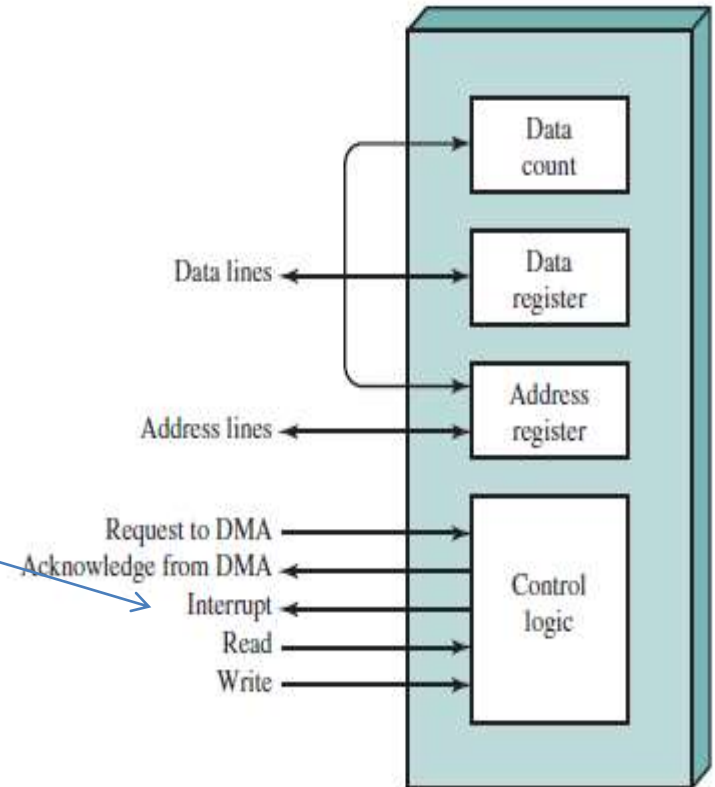 Data
count
Data lines
Data
register
Address lines
Address
register
Request to DMA
Acknowledge from DMA
Interrupt
Read
Write
Control
logic